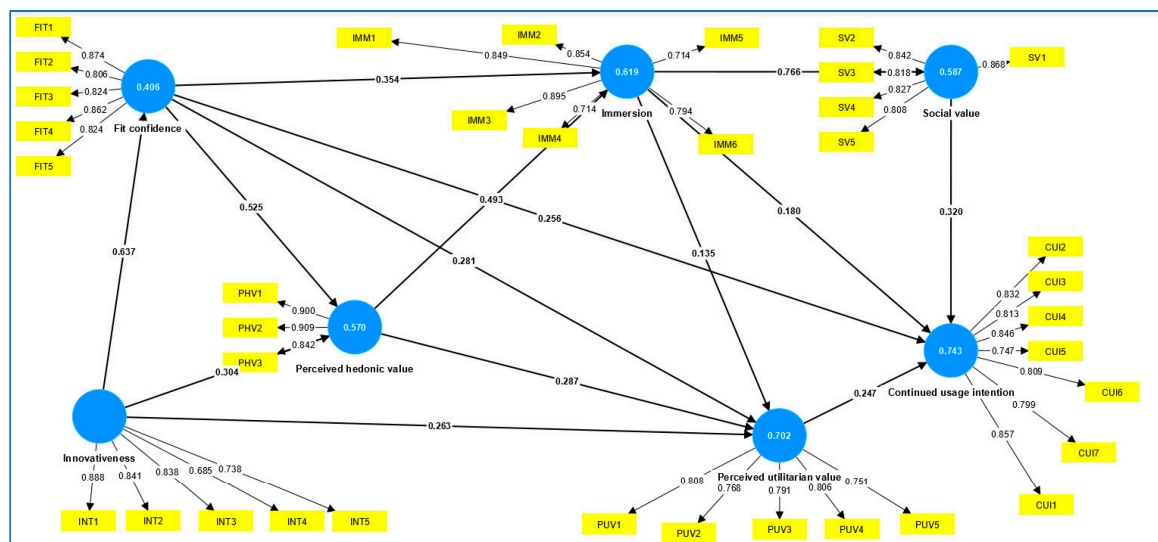 FIT1
FIT2
FIT3
FIT4
FIT5
0.874
0.806
0.824
0.862
0.824
0.406
Fit confidence
IMM1
IMM2
IMM5
IMM3
IMM4
IMM6
0.849
0.854
0.714
0.895
0.714
0.794
0.619
Immersion
0.354
0.766
SV2
SV3
SV4
SV5
SV1
0.842
0.818
0.827
0.808
0.868
0.587
Social value
0.525
0.493
0.256
0.180
0.320
0.637
0.281
0.135
PHV1
PHV2
PHV3
0.900
0.909
0.842
0.570
Perceived hedonic value
0.304
0.287
0.263
0.247
CUI2
CUI3
CUI4
CUI5
CUI6
CUI7
CUI1
0.832
0.813
0.846
0.747
0.809
0.799
0.857
0.743
Continued usage intention
Innovativeness
0.888
0.841
0.838
0.685
0.738
INT1
INT2
INT3
INT4
INT5
0.702
Perceived utilitarian value
0.808
0.768
0.791
0.806
0.751
PUV1
PUV2
PUV3
PUV4
PUV5